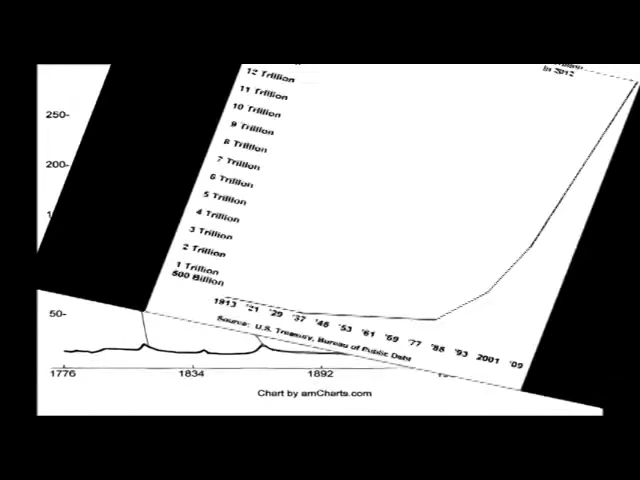 in 2012
12 Trillion
11 Trillion
10 Trillion
9 Trillion
8 Trillion
7 Trillion
6 Trillion
5 Trillion
4 Trillion
3 Trillion
2 Trillion
1 Trillion
500 Billion
1913 '21 '29 '37 '45 '53 '61 '69 '77 '85 '93 2001 '09
Source: U.S. Treasury, Bureau of Public Debt
250-
200-
50-
1776 1834 1892
Chart by amCharts.com